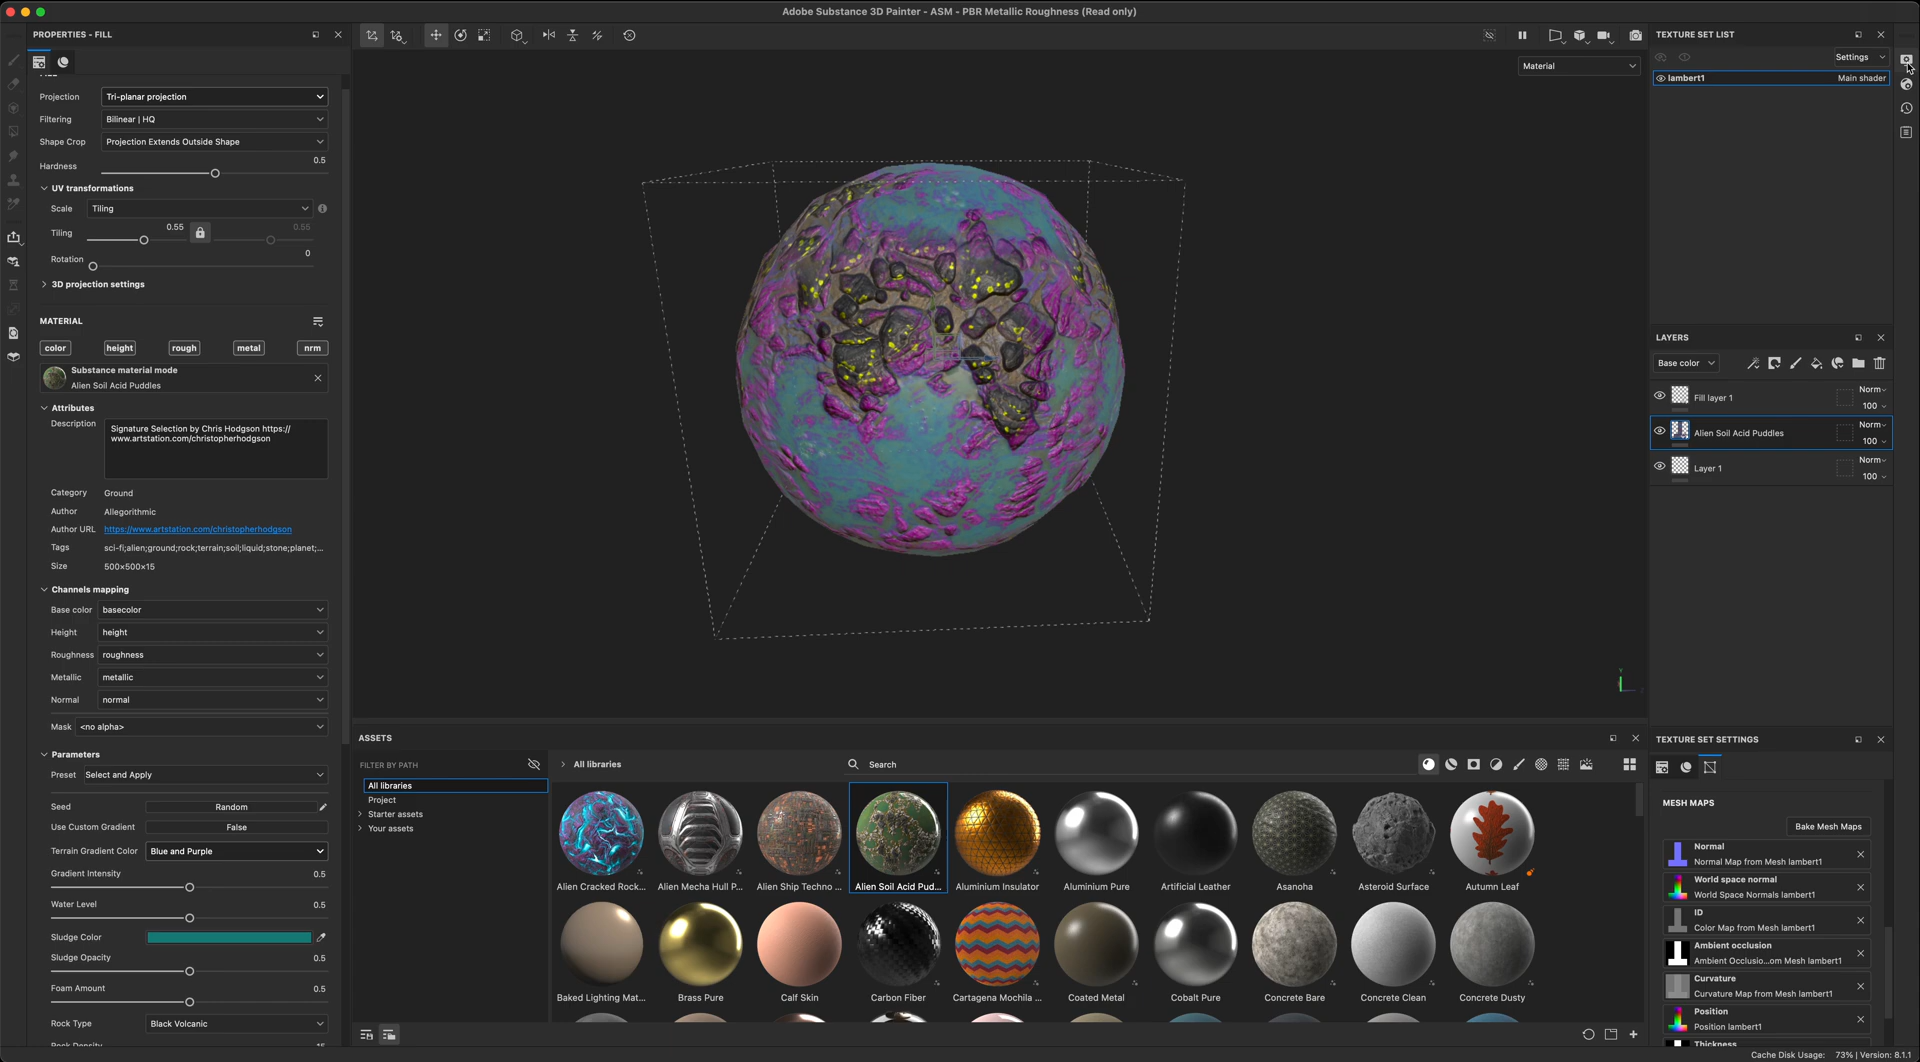 Adobe Substance 3D Painter - ASM - PBR Metallic Roughness (Read only)
PROPERTIES - FILL
Projection
Tri-planar projection
Filtering
Bilinear | HQ
Shape Crop
Projection Extends Outside Shape
Hardness
0.5
UV transformations
Scale
Tiling
Tiling
0.55
0.55
Rotation
0
3D projection settings
MATERIAL
color
height
rough
metal
nrm
Substance material mode
Alien Soil Acid Puddles
Attributes
Description
Signature Selection by Chris Hodgson https://
www.artstation.com/christopherhodgson
Category
Ground
Author
Allegorithmic
Author URL
https://www.artstation.com/christopherhodgson
Tags
sci-fi;alien;ground;rock;terrain;soil;liquid;stone;planet;...
Size
500x500x15
Channels mapping
Base color
basecolor
Height
height
Roughness
roughness
Metallic
metallic
Normal
normal
Mask
<no alpha>
Parameters
Preset
Select and Apply
Seed
Random
Use Custom Gradient
False
Terrain Gradient Color
Blue and Purple
Gradient Intensity
0.5
Water Level
0.5
Sludge Color
Sludge Opacity
0.5
Foam Amount
0.5
Rock Type
Black Volcanic
Rock Density
Material
Y
ASSETS
FILTER BY PATH
All libraries
Project
Starter assets
Your assets
All libraries
Search
Alien Cracked Rock...
Alien Mecha Hull P...
Alien Ship Techno ...
Alien Soil Acid Pud...
Aluminium Insulator
Aluminium Pure
Artificial Leather
Asanoha
Asteroid Surface
Autumn Leaf
Baked Lighting Mat...
Brass Pure
Calf Skin
Carbon Fiber
Cartagena Mochila ...
Coated Metal
Cobalt Pure
Concrete Bare
Concrete Clean
Concrete Dusty
TEXTURE SET LIST
Settings
lambert1
Main shader
LAYERS
Base color
Fill layer 1
Norm
100
Alien Soil Acid Puddles
Norm
100
Layer 1
Norm
100
TEXTURE SET SETTINGS
MESH MAPS
Bake Mesh Maps
Normal
Normal Map from Mesh lambert1
World space normal
World Space Normals lambert1
ID
Color Map from Mesh lambert1
Ambient occlusion
Ambient Occlusio...om Mesh lambert1
Curvature
Curvature Map from Mesh lambert1
Position
Position lambert1
Thickness
Cache Disk Usage: 73% | Version: 8.1.1